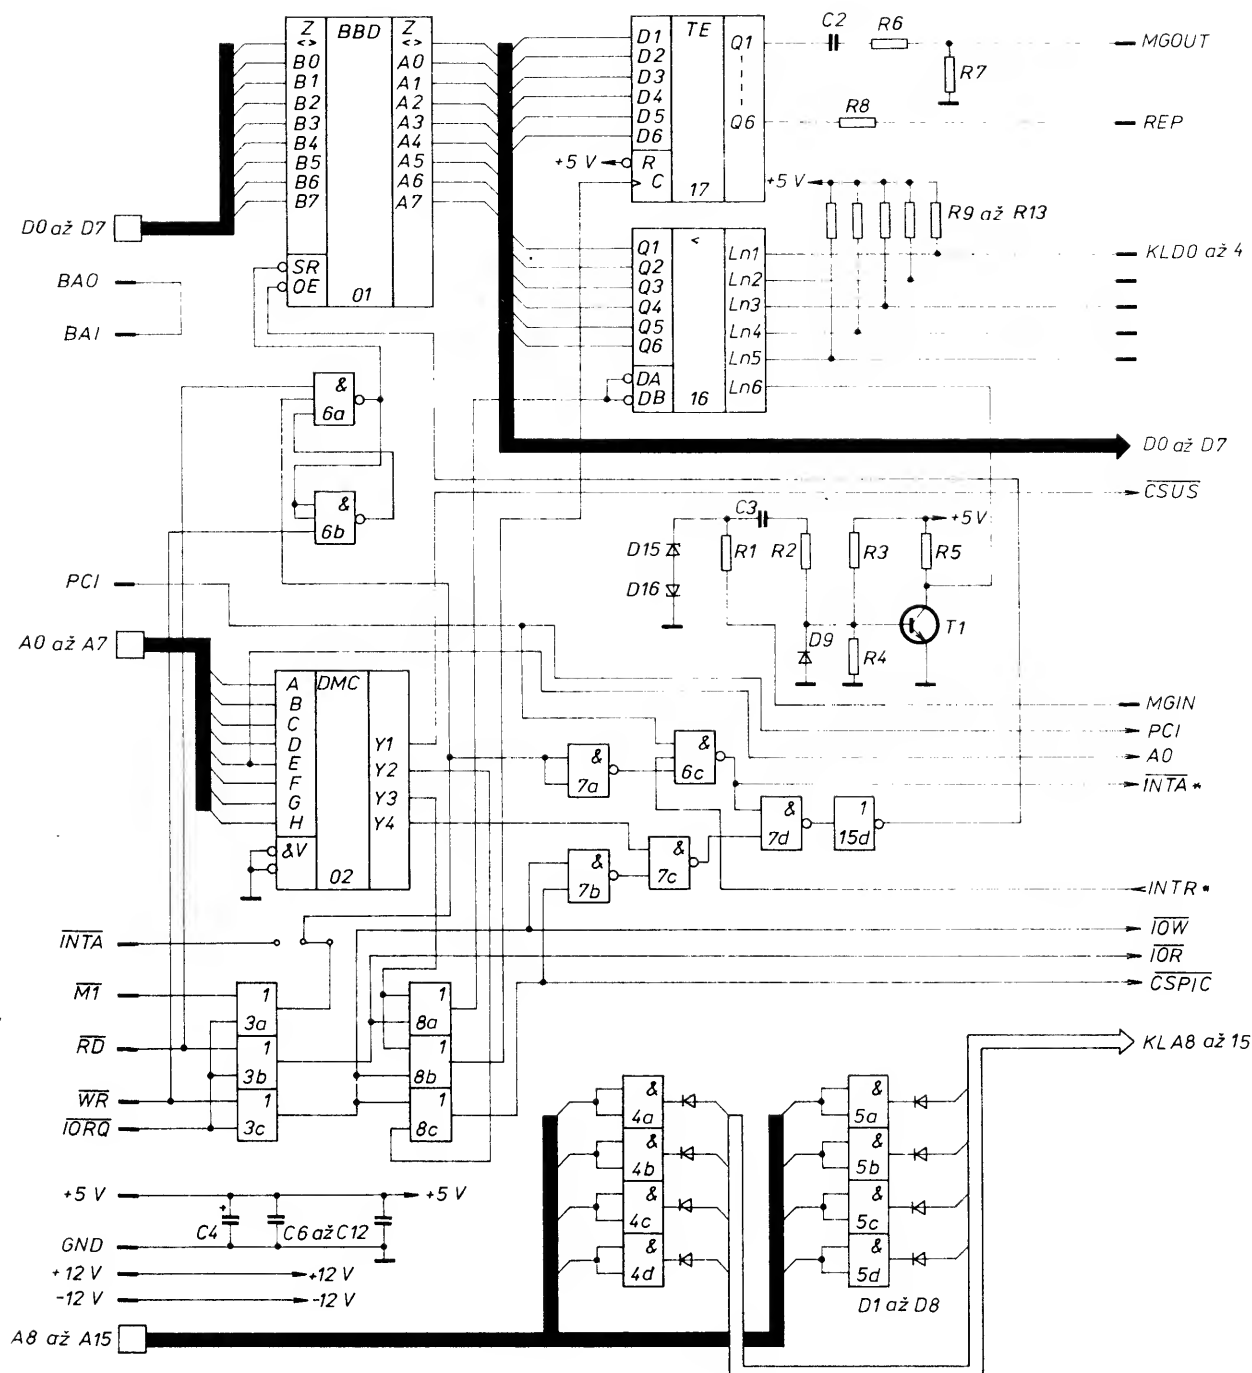 Z BBD Z
<> <>
B0 A0
B1 A1
B2 A2
B3 A3
B4 A4
B5 A5
B6 A6
B7 A7
SR
OE
01
D0 až D7
BAO
BAI
D1 TE Q1
D2
D3
D4
D5
D6 Q6
R
C
17
+5 V
C2 R6
R7
R8
MGOUT
REP
+5 V
R9 až R13
Q1 < Ln1
Q2 Ln2
Q3 Ln3
Q4 Ln4
Q5 Ln5
Q6 Ln6
DA
DB
16
KLD0 až 4
D0 až D7
CSUS
&
6a
&
6b
C3
D15 R1 R2 R3 R5
D16
D9 R4
T1
+5V
PCI
A0 až A7
A DMC
B
C
D Y1
E Y2
F Y3
G Y4
H
&V
02
&
7a
&
6c
&
7b
&
7c
&
7d
1
15d
MGIN
PCI
A0
INTA*
INTR*
IOW
IOR
CSPIC
INTA
M1
RD
WR
IORQ
1
3a
1
3b
1
3c
1
8a
1
8b
1
8c
KLA8 až 15
&
4a
&
4b
&
4c
&
4d
&
5a
&
5b
&
5c
&
5d
D1 až D8
+5 V +5 V
+
C4 C6 až C12
GND
+12 V +12 V
-12 V -12 V
A8 až A15